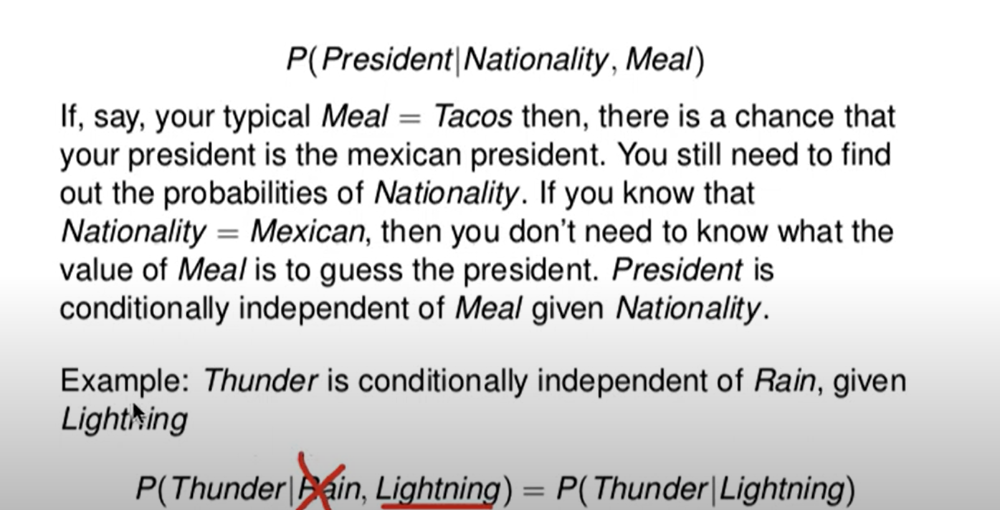 P(President|Nationality, Meal)
If, say, your typical Meal = Tacos then, there is a chance that
your president is the mexican president. You still need to find
out the probabilities of Nationality. If you know that
Nationality = Mexican, then you don't need to know what the
value of Meal is to guess the president. President is
conditionally independent of Meal given Nationality.
Example: Thunder is conditionally independent of Rain, given
Lightning
P(Thunder|Rain, Lightning) = P(Thunder|Lightning)